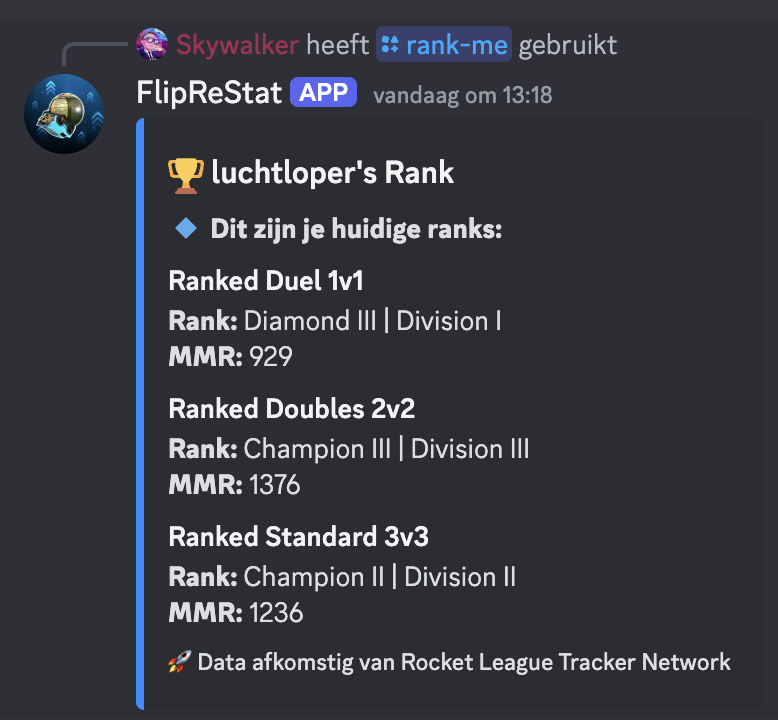 Skywalker heeft rank-me gebruikt
FlipReStat APP vandaag om 13:18
🏆 luchtloper's Rank
🔹 Dit zijn je huidige ranks:
Ranked Duel 1v1
Rank: Diamond III | Division I
MMR: 929
Ranked Doubles 2v2
Rank: Champion III | Division III
MMR: 1376
Ranked Standard 3v3
Rank: Champion II | Division II
MMR: 1236
🚀 Data afkomstig van Rocket League Tracker Network